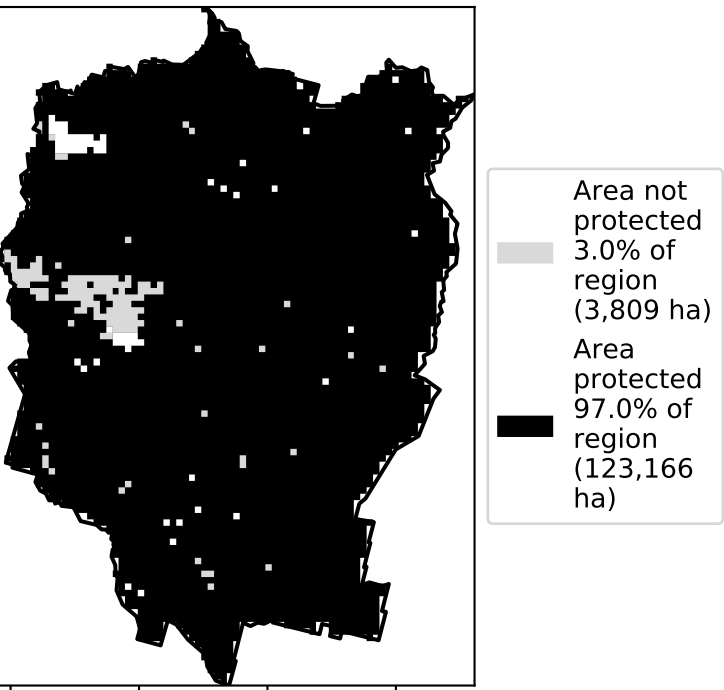 Area not
protected
3.0% of
region
(3,809 ha)
Area
protected
97.0% of
region
(123,166
ha)